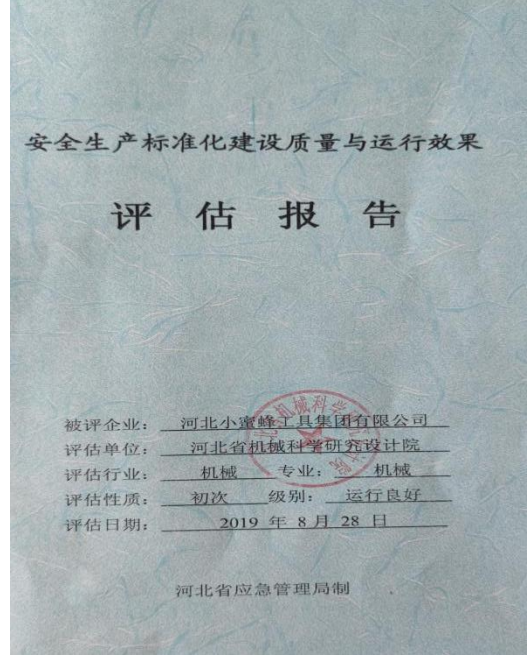 安全生产标准化建设质量与运行效果
评估报告
被评企业：河北小蜜蜂工具集团有限公司
评估单位：河北省机械科学研究设计院
评估行业：机械 专业：机械
评估性质：初次 级别：运行良好
评估日期：2019 年 8 月 28 日
河北省应急管理局制